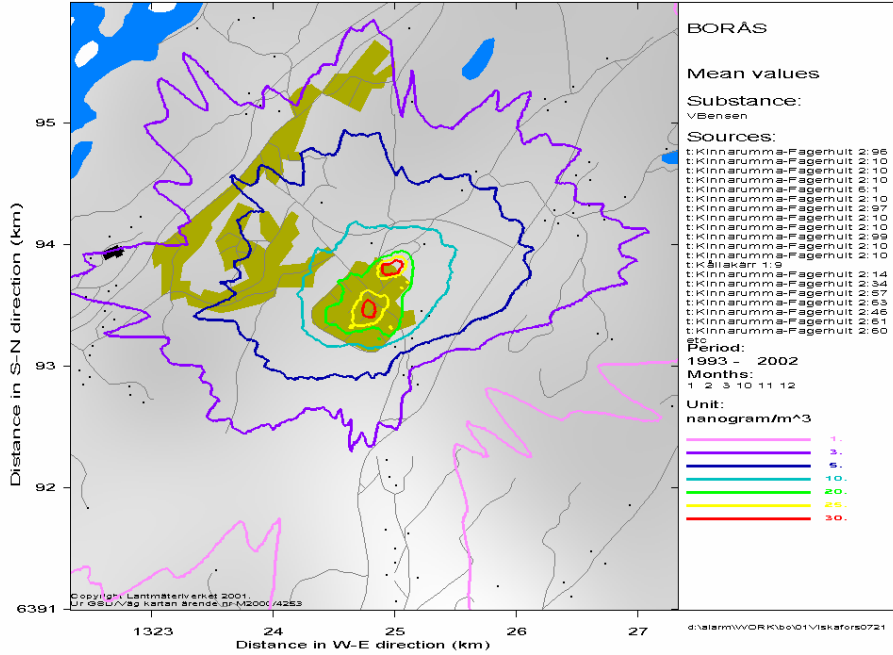 BORÅS
Mean values
Substance:
VBensen
Sources:
t:Kinnarumma-Fagerhult 2:96
t:Kinnarumma-Fagerhult 2:10
t:Kinnarumma-Fagerhult 2:10
t:Kinnarumma-Fagerhult 2:10
t:Kinnarumma-Fagerhult 6:1
t:Kinnarumma-Fagerhult 2:10
t:Kinnarumma-Fagerhult 2:97
t:Kinnarumma-Fagerhult 2:10
t:Kinnarumma-Fagerhult 2:10
t:Kinnarumma-Fagerhult 2:99
t:Kinnarumma-Fagerhult 2:10
t:Kinnarumma-Fagerhult 2:10
t:Kållakärr 1:9
t:Kinnarumma-Fagerhult 2:14
t:Kinnarumma-Fagerhult 2:34
t:Kinnarumma-Fagerhult 2:57
t:Kinnarumma-Fagerhult 2:63
t:Kinnarumma-Fagerhult 2:46
t:Kinnarumma-Fagerhult 2:61
t:Kinnarumma-Fagerhult 2:60
etc
Period:
1993 - 2002
Months:
1 2 3 10 11 12
Unit:
nanogram/m^3
1.
3.
5.
10.
20.
30.
d:\alarm\WORK\bo\01\Viskafors0721
Distance in S-N direction (km)
95
94
93
92
6391
Copyright Lantmäteriverket 2001.
Ur GSD/Väg kartan ärende nr M2000/4253
1323 24 25 26 27
Distance in W-E direction (km)